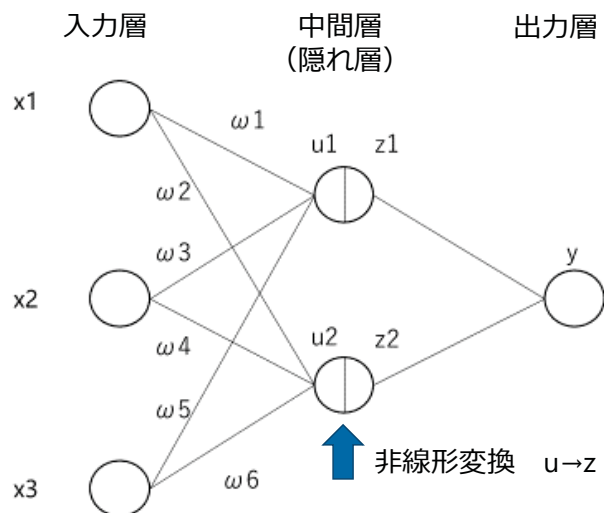 入力層
中間層
(隠れ層)
出力層
x1
ω1
u1 z1
ω2
ω3
y
x2
u2 z2
ω4
ω5
非線形変換 u→z
x3
ω6